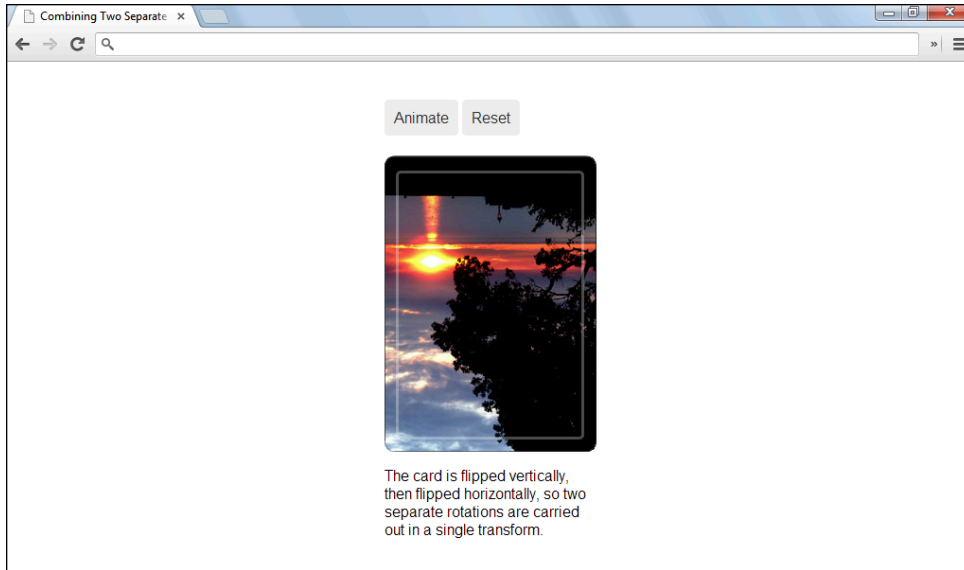 Combining Two Separate
Animate Reset
The card is flipped vertically,
then flipped horizontally, so two
separate rotations are carried
out in a single transform.